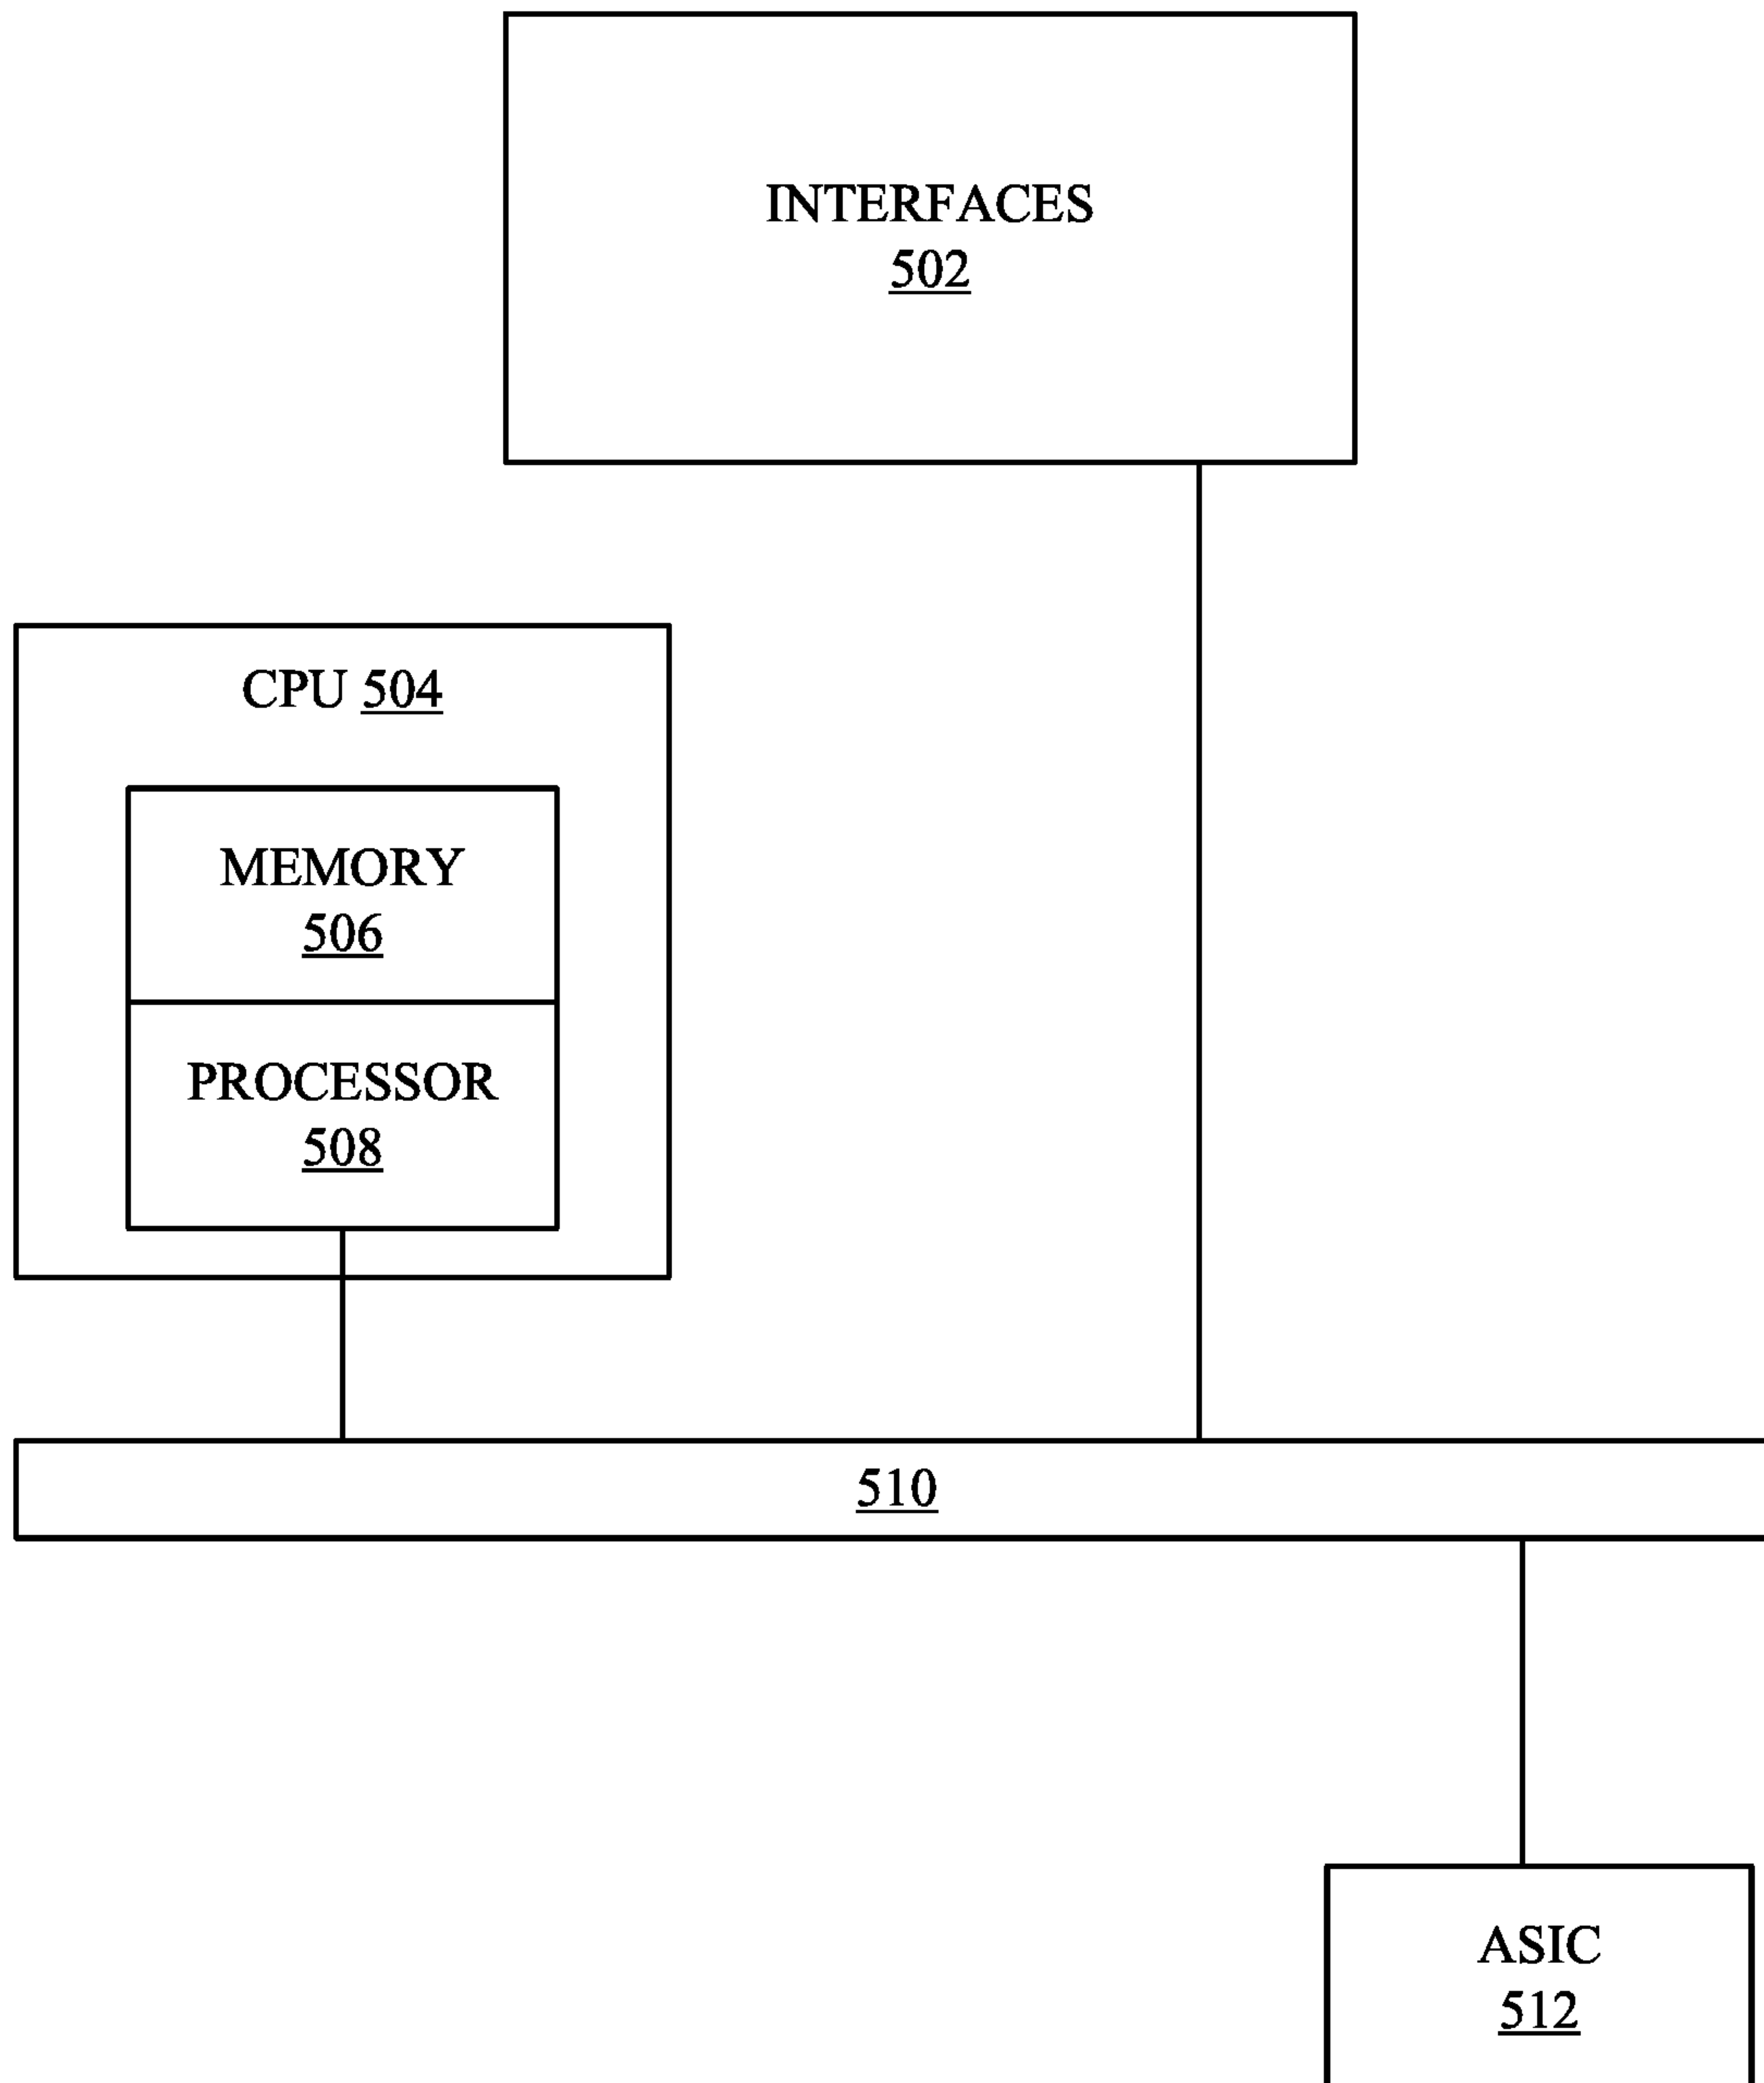 INTERFACES
502
CPU 504
MEMORY
506
PROCESSOR
508
510
ASIC
512